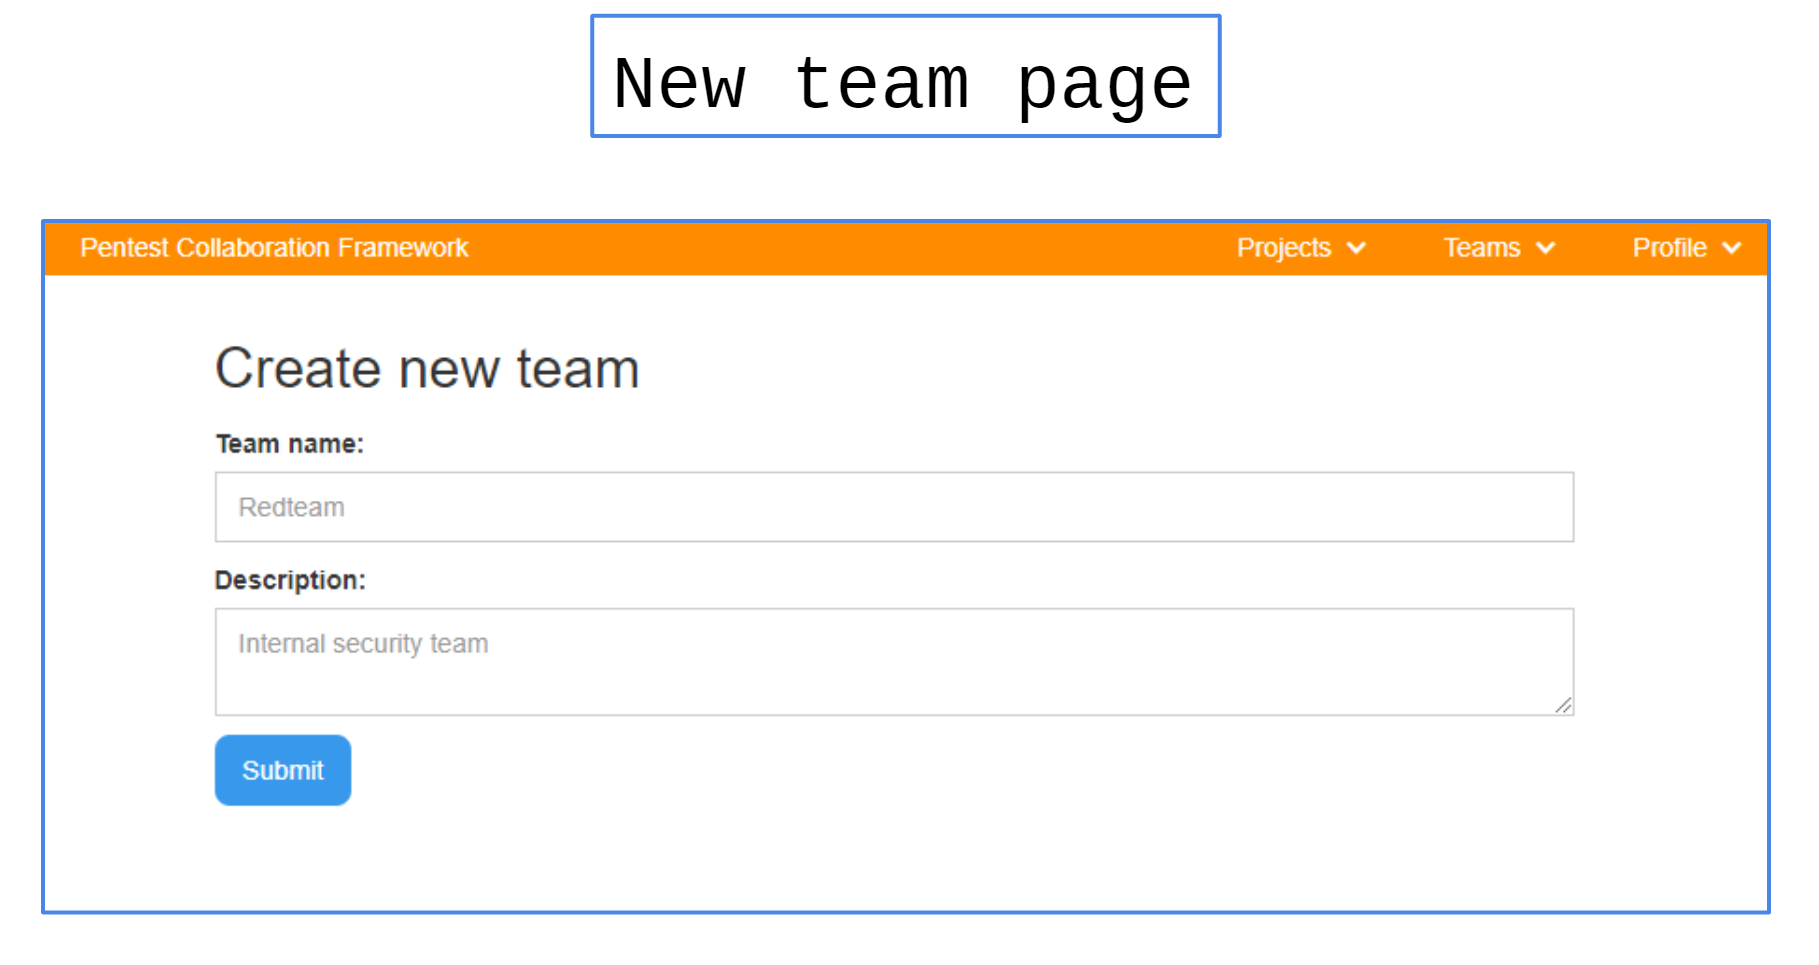 New team page
Pentest Collaboration Framework Projects Teams Profile
Create new team
Team name:
Redteam
Description:
Internal security team
Submit